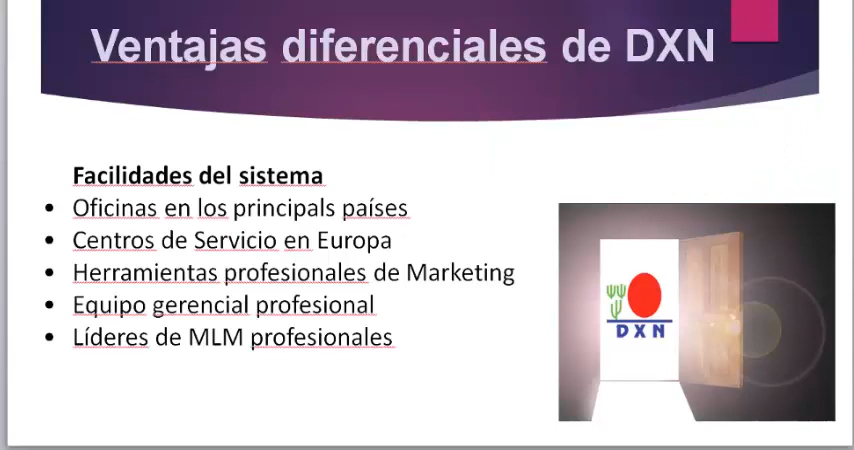 Ventajas diferenciales de DXN
Facilidades del sistema
• Oficinas en los principals países
• Centros de Servicio en Europa
• Herramientas profesionales de Marketing
• Equipo gerencial profesional
• Líderes de MLM profesionales
DXN